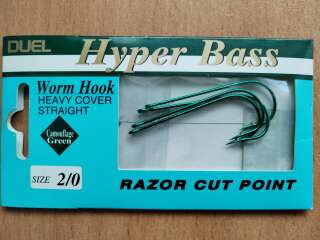 DUEL
Hyper Bass
Worm Hook
HEAVY COVER
STRAIGHT
Camouflage
Green
SIZE 2/0
RAZOR CUT POINT